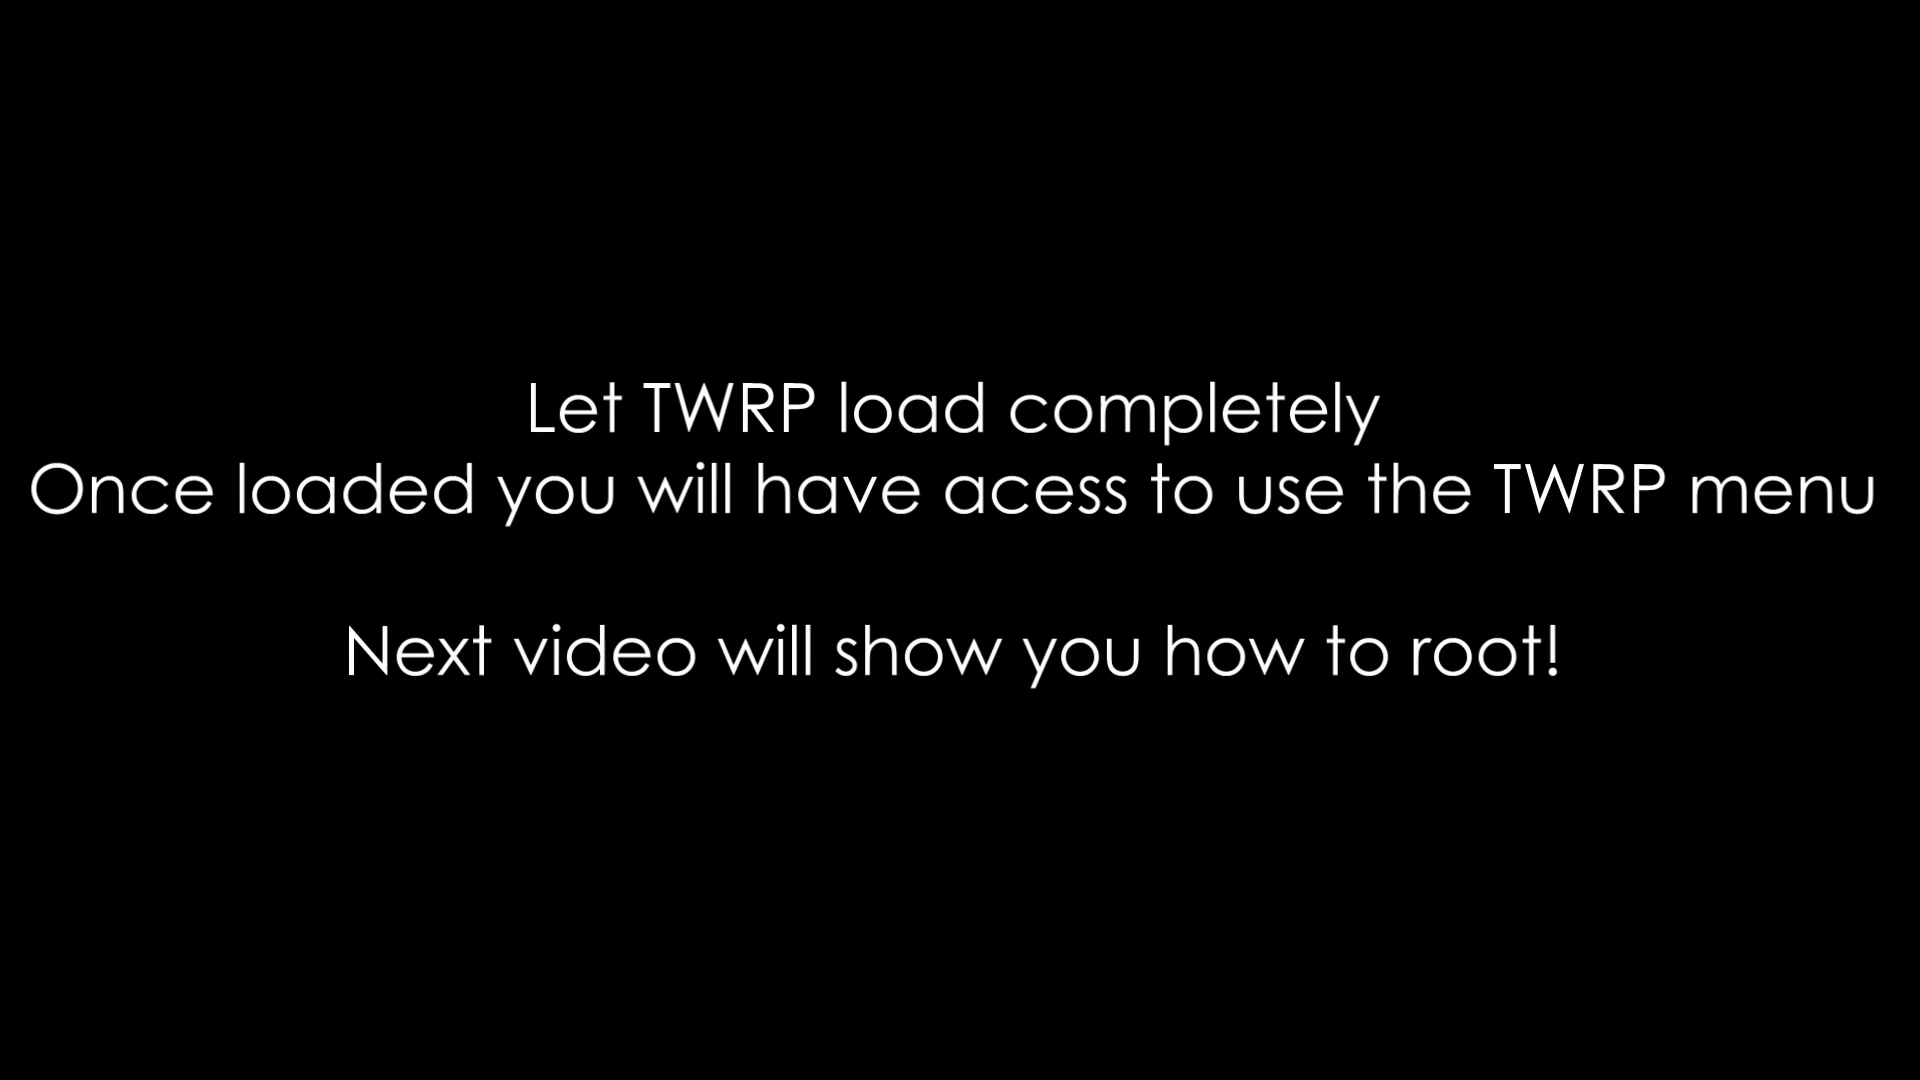 Let TWRP load completely
Once loaded you will have acess to use the TWRP menu
Next video will show you how to root!